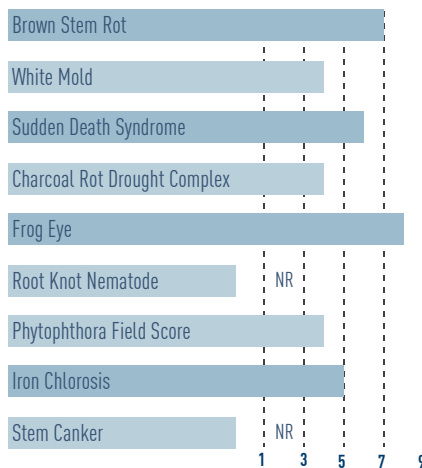 Brown Stem Rot
White Mold
Sudden Death Syndrome
Charcoal Rot Drought Complex
Frog Eye
Root Knot Nematode NR
Phytophthora Field Score
Iron Chlorosis
Stem Canker NR
1 3 5 7 9